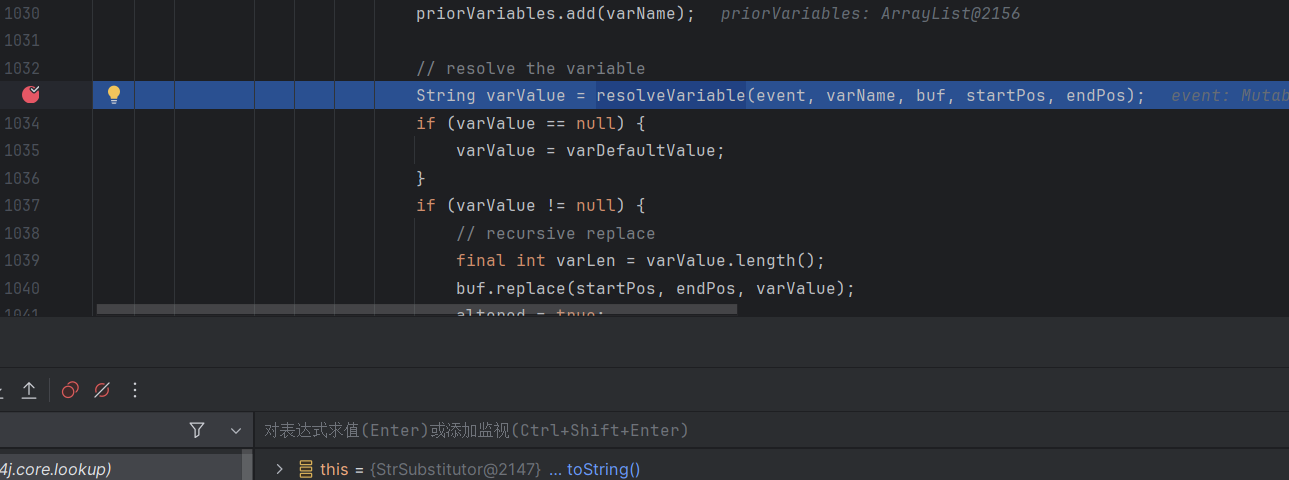 1030 priorVariables.add(varName); priorVariables: ArrayList@2156
1031
1032 // resolve the variable
String varValue = resolveVariable(event, varName, buf, startPos, endPos); event: Mutab
1034 if (varValue == null) {
1035 varValue = varDefaultValue;
1036 }
1037 if (varValue != null) {
1038 // recursive replace
1039 final int varLen = varValue.length();
1040 buf.replace(startPos, endPos, varValue);
1041 altered = true;
对表达式求值(Enter)或添加监视(Ctrl+Shift+Enter)
4j.core.lookup) this = {StrSubstitutor@2147} ... toString()